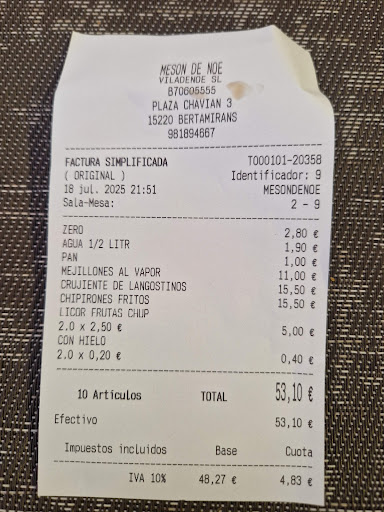 MESON DE NOE
VILADENDE SL
B70605555
PLAZA CHAVIAN 3
15220 BERTAMIRANS
981894667
FACTURA SIMPLIFICADA T000101-20358
( ORIGINAL ) Identificador: 9
18 jul. 2025 21:51 MESONDENOE
Sala-Mesa: 2 - 9
ZERO 2,80 €
AGUA 1/2 LITR 1,90 €
PAN 1,00 €
MEJILLONES AL VAPOR 11,00 €
CRUJIENTE DE LANGOSTINOS 15,50 €
CHIPIRONES FRITOS 15,50 €
LICOR FRUTAS CHUP
2.0 x 2,50 € 5,00 €
CON HIELO
2.0 x 0,20 € 0,40 €
10 Artículos TOTAL 53,10 €
Efectivo 53,10 €
Impuestos incluidos Base Cuota
IVA 10% 48,27 € 4,83 €